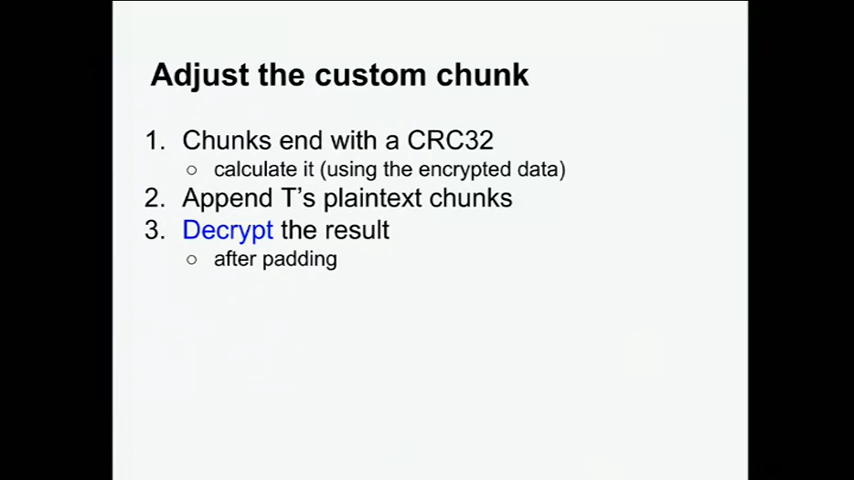 Adjust the custom chunk
1. Chunks end with a CRC32
○ calculate it (using the encrypted data)
2. Append T’s plaintext chunks
3. Decrypt the result
○ after padding